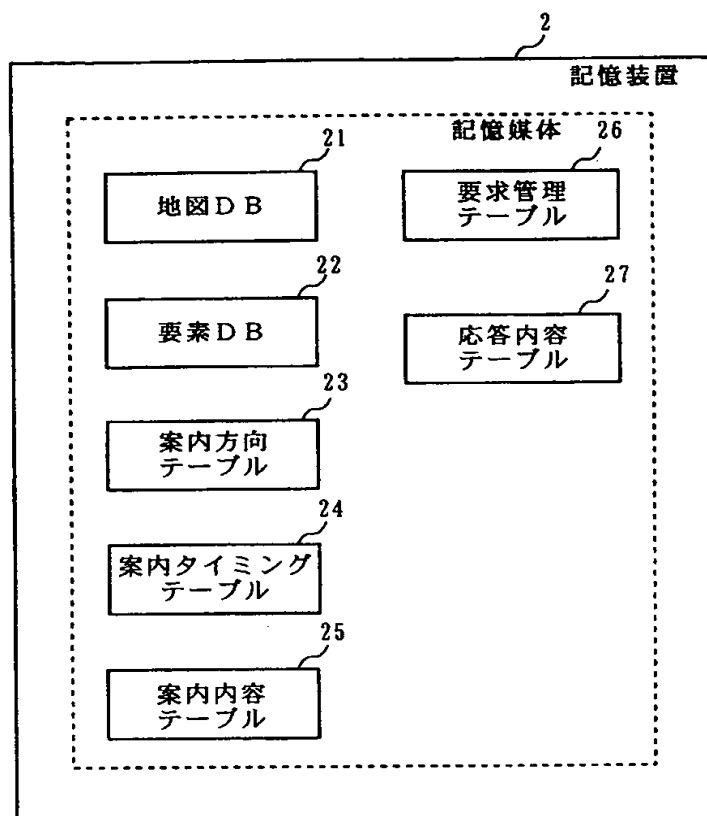 2
記憶装置
記憶媒体
21
地図DB
22
要素DB
23
案内方向
テーブル
24
案内タイミング
テーブル
25
案内内容
テーブル
26
要求管理
テーブル
27
応答内容
テーブル